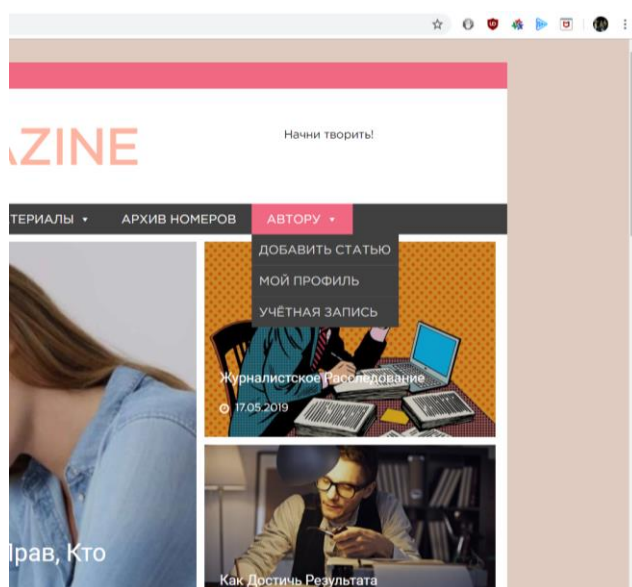 AZINE
Начни творить!
ТЕРИАЛЫ
АРХИВ НОМЕРОВ
АВТОРУ
ДОБАВИТЬ СТАТЬЮ
МОЙ ПРОФИЛЬ
УЧЁТНАЯ ЗАПИСЬ
Журналистское Расследование
17.05.2019
Прав, Кто
Как Достичь Результата